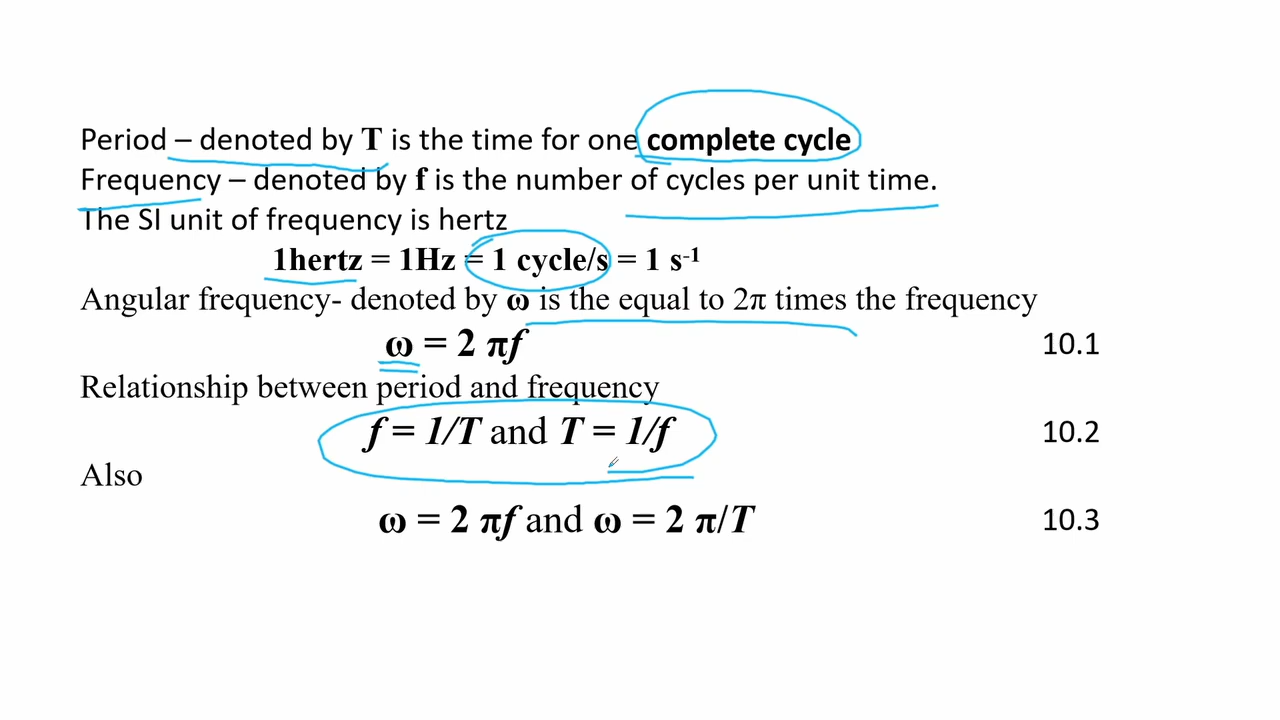 Period – denoted by T is the time for one complete cycle
Frequency – denoted by f is the number of cycles per unit time.
The SI unit of frequency is hertz
1hertz = 1Hz = 1 cycle/s = 1 s⁻¹
Angular frequency- denoted by ω is the equal to 2π times the frequency
ω = 2 πf 10.1
Relationship between period and frequency
f = 1/T and T = 1/f 10.2
Also
ω = 2 πf and ω = 2 π/T 10.3